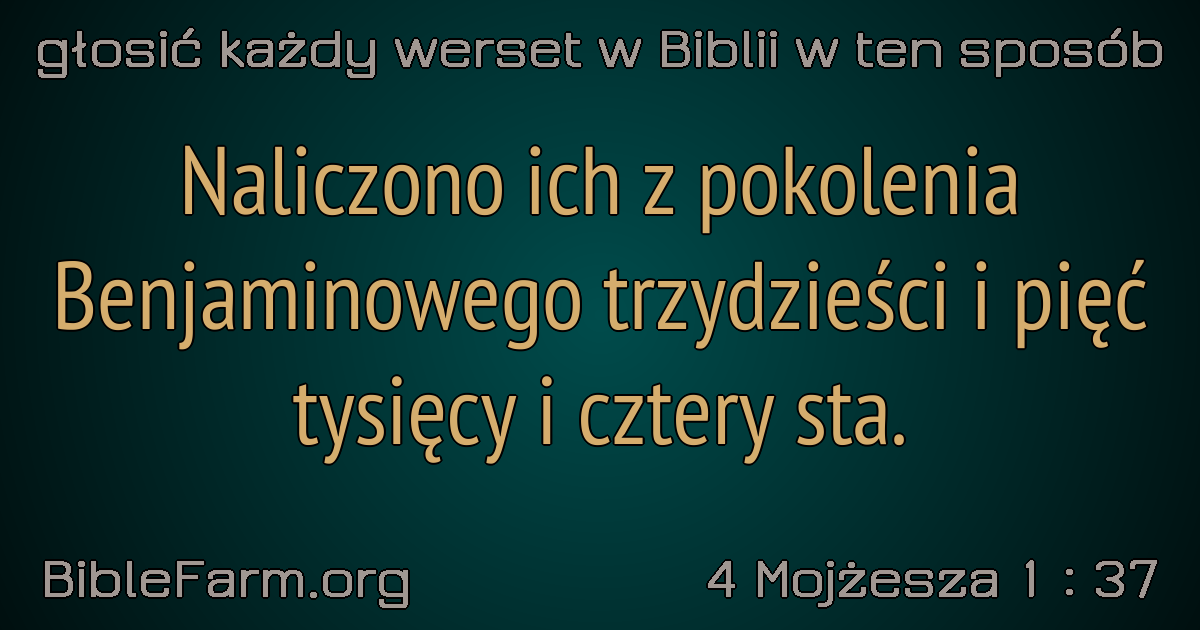 głosić każdy werset w Biblii w ten sposób
Naliczono ich z pokolenia
Benjaminowego trzydzieści i pięć
tysięcy i cztery sta.
BibleFarm.org
4 Mojżesza 1 : 37